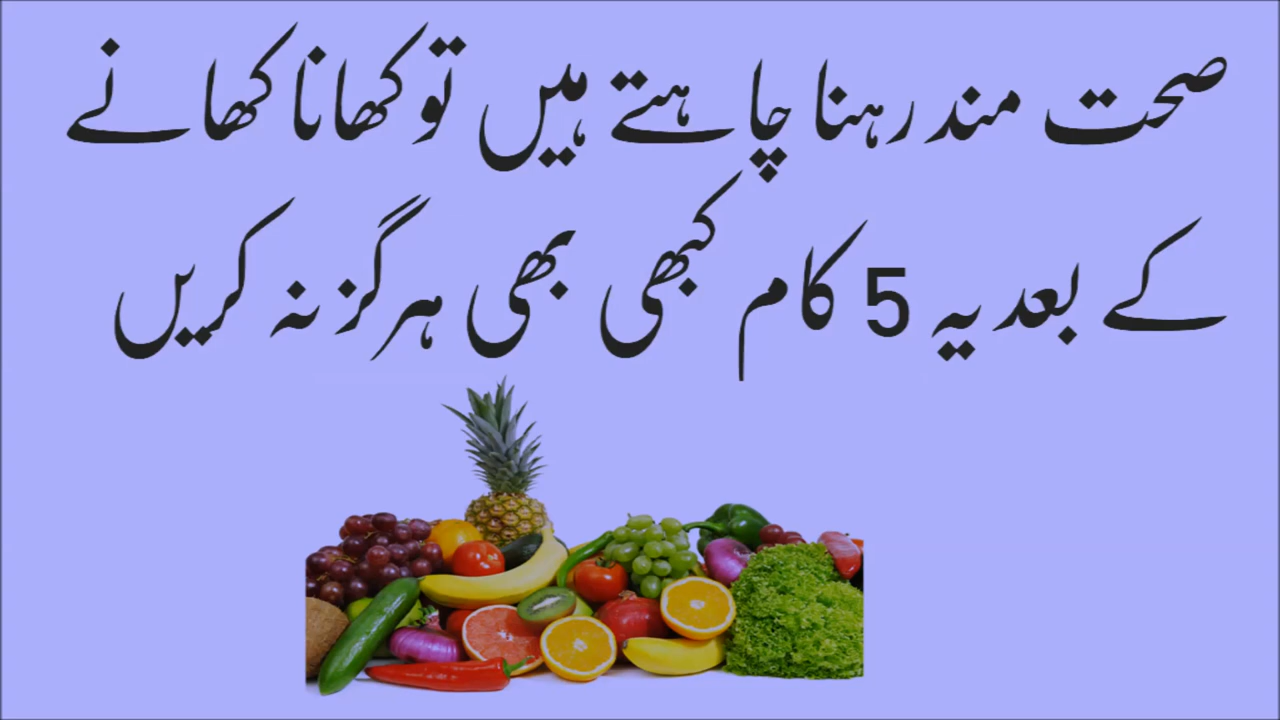 صحت مند رہنا چاہتے ہیں تو کھانا کھانے
کے بعد یہ 5 کام کبھی بھی ہرگز نہ کریں